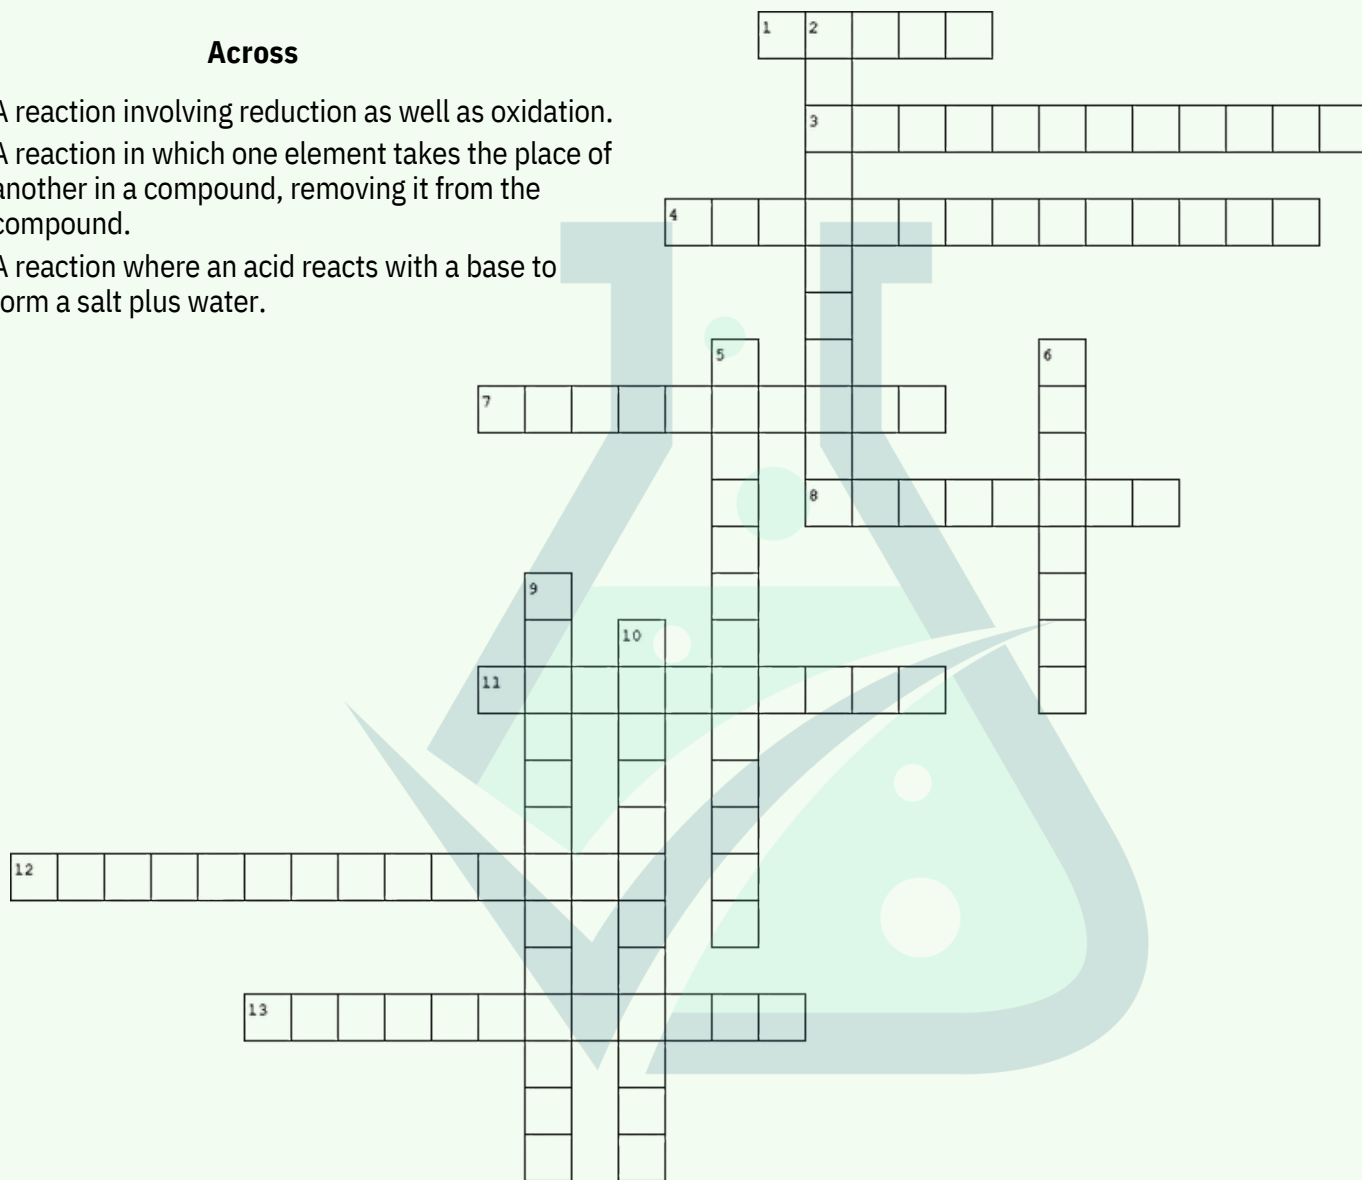 Across
A reaction involving reduction as well as oxidation.
A reaction in which one element takes the place of
another in a compound, removing it from the
compound.
A reaction where an acid reacts with a base to
orm a salt plus water.
1 2
3
4
5 6
7
8
9
10
11
12
13